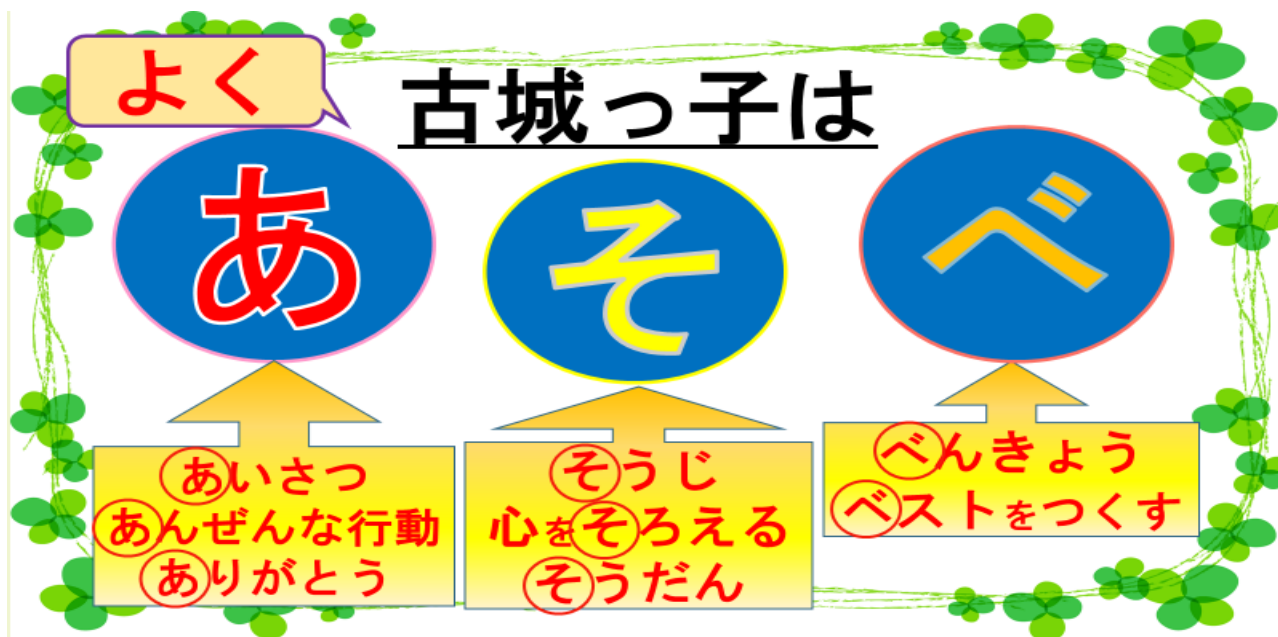 よく
古城っ子は
あ
そ
べ
あいさつ
あんぜんな行動
ありがとう
そうじ
心をそろえる
そうだん
べんきょう
ベストをつくす